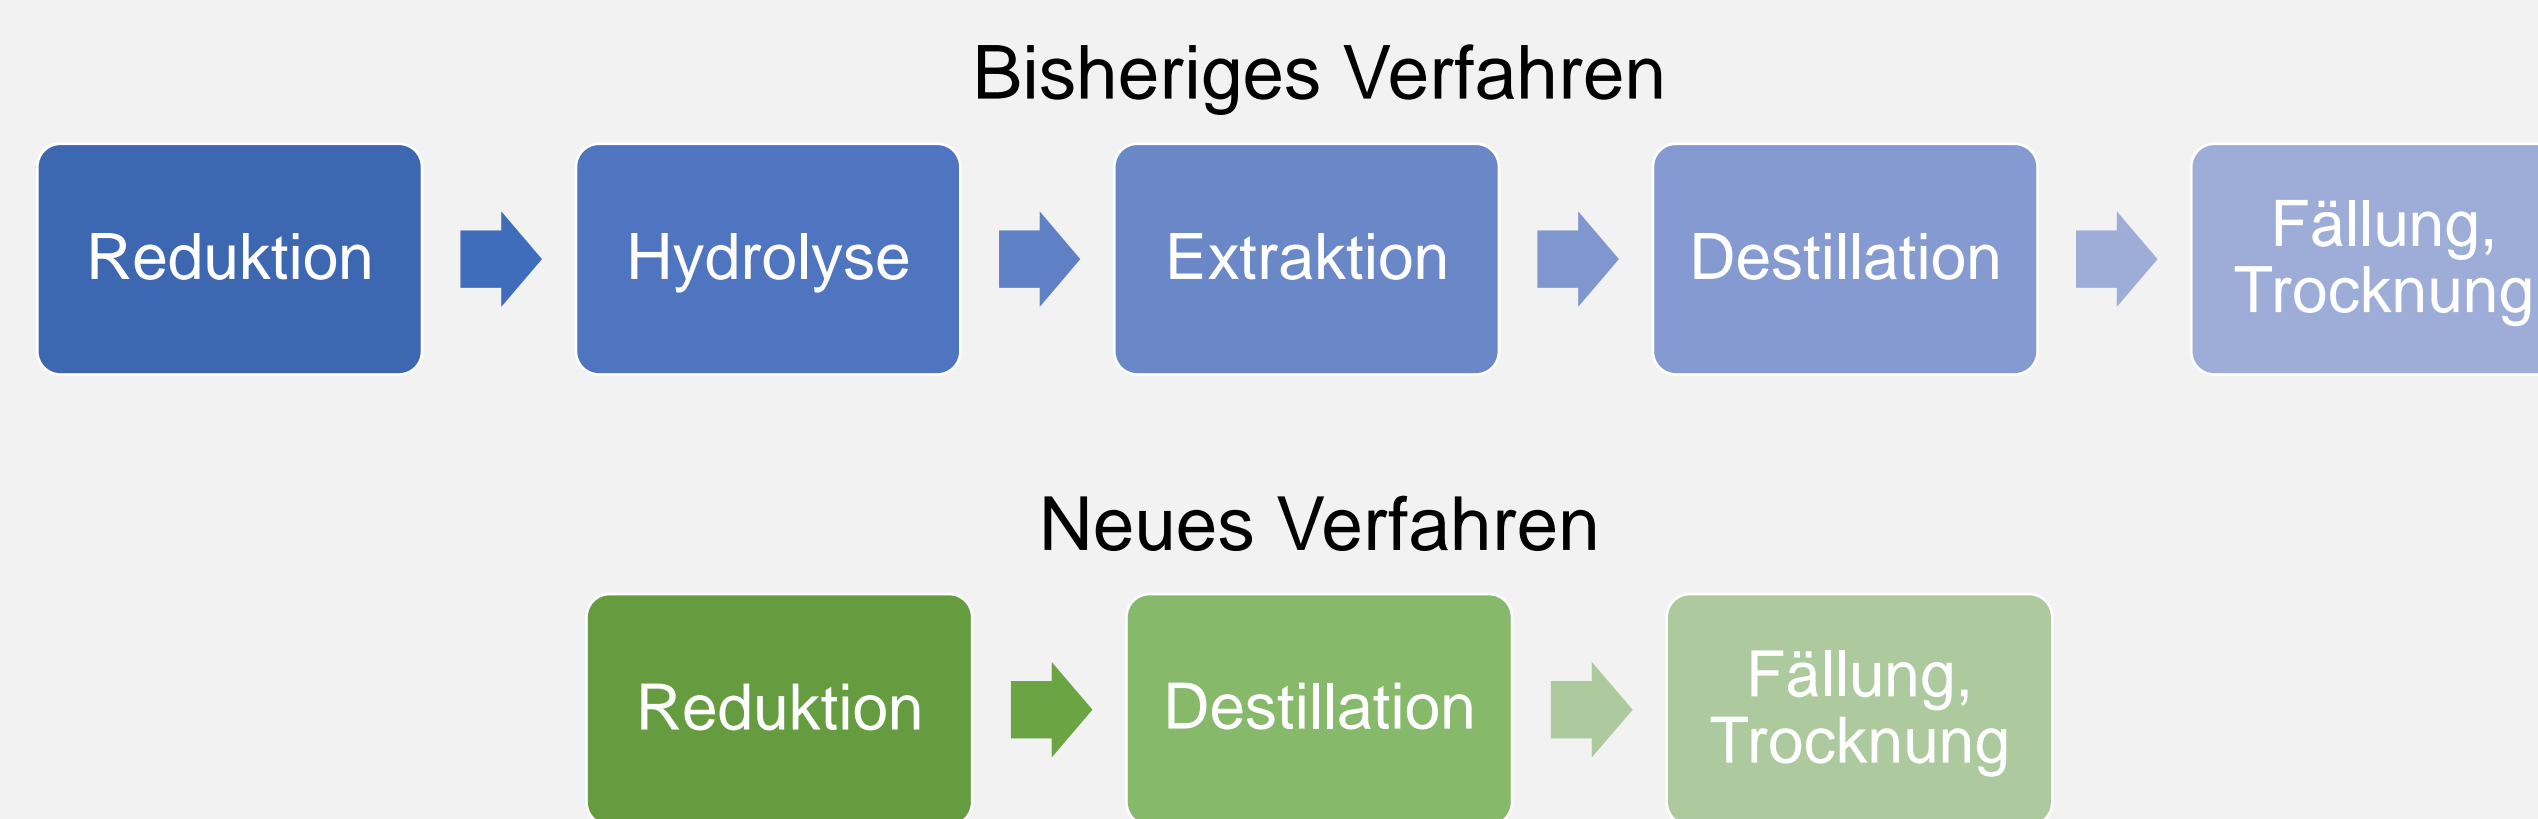 Bisheriges Verfahren
Reduktion
Hydrolyse
Extraktion
Destillation
Fällung,
Trocknung
Neues Verfahren
Reduktion
Destillation
Fällung,
Trocknung